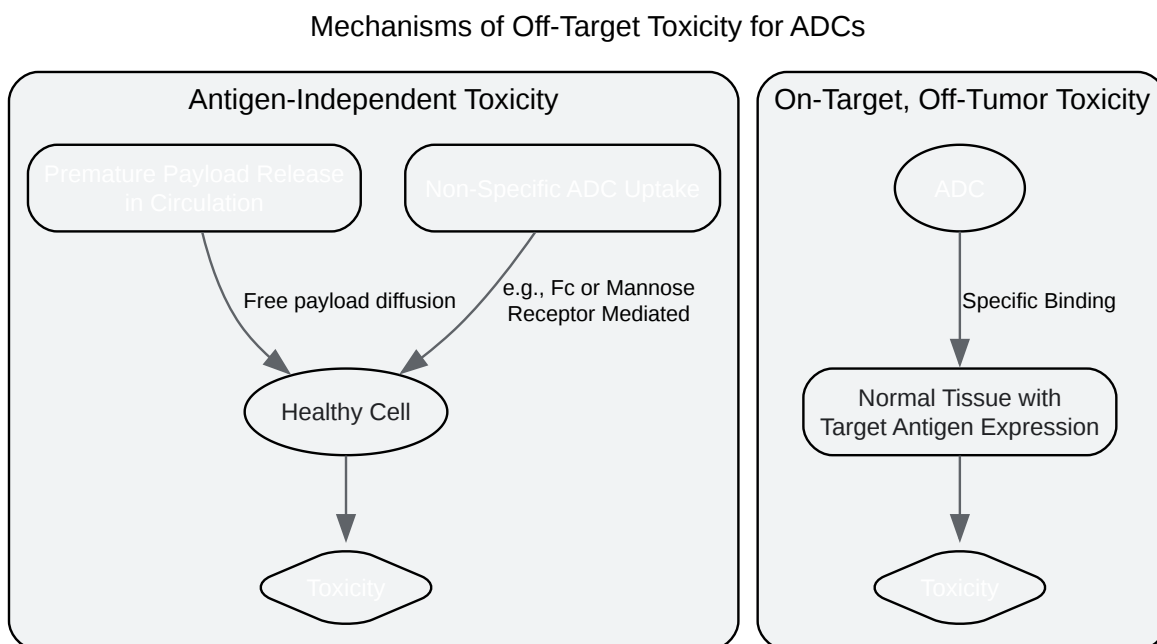 Mechanisms of Off-Target Toxicity for ADCs
Antigen-Independent Toxicity
Premature Payload Release
in Circulation
Non-Specific ADC Uptake
Free payload diffusion
e.g., Fc or Mannose
Receptor Mediated
Healthy Cell
Toxicity
On-Target, Off-Tumor Toxicity
ADC
Specific Binding
Normal Tissue with
Target Antigen Expression
Toxicity